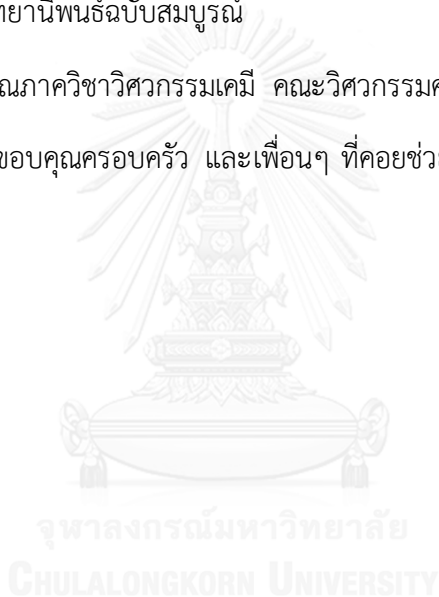 ทยานิพนธ์ฉบับสมบูรณ์
ณภาควิชาวิศวกรรมเคมี คณะวิศวกรรมศ
ขอบคุณครอบครัว และเพื่อนๆ ที่คอยช่วย
จุฬาลงกรณ์มหาวิทยาลัย
CHULALONGKORN UNIVERSITY